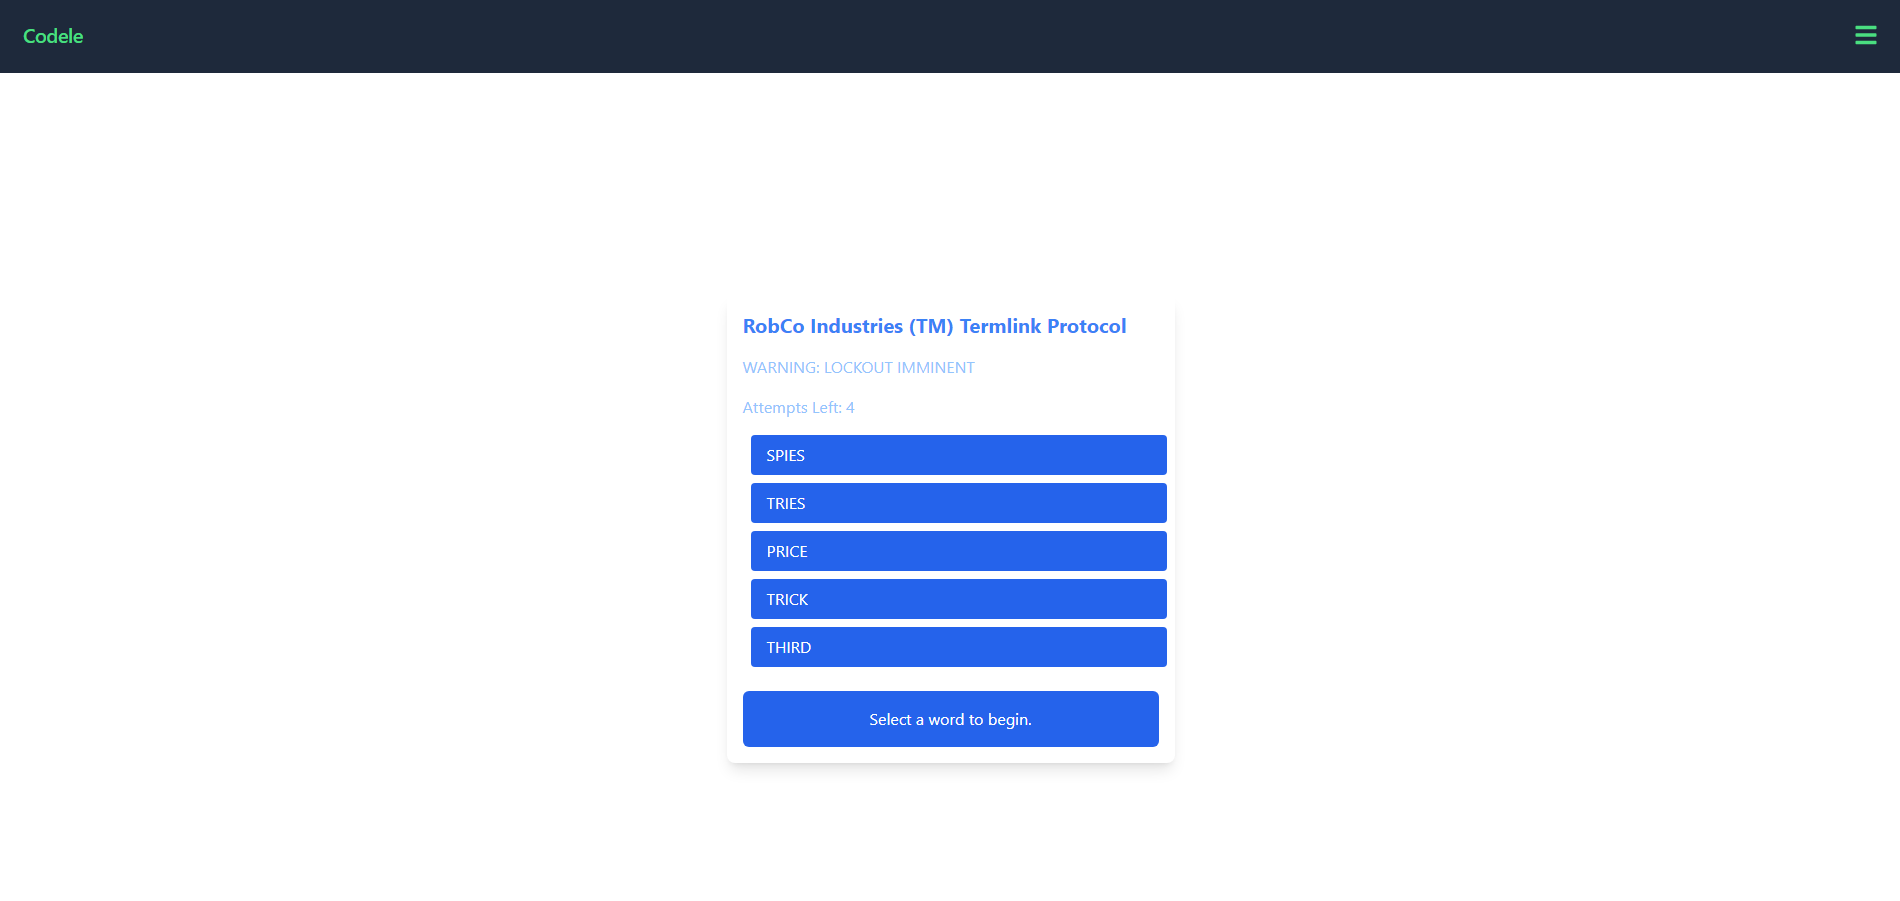 Codele
RobCo Industries (TM) Termlink Protocol
WARNING: LOCKOUT IMMINENT
Attempts Left: 4
SPIES
TRIES
PRICE
TRICK
THIRD
Select a word to begin.